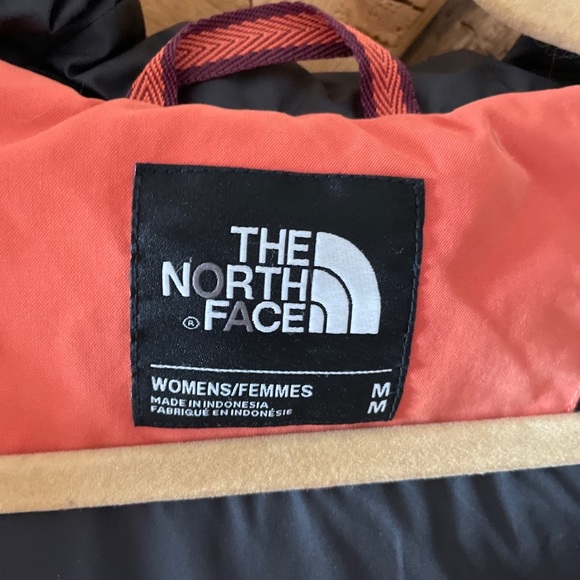 THE
NORTH
® FACE
WOMENS/FEMMES M
MADE IN INDONESIA M
FABRIQUÉ EN INDONÉSIE